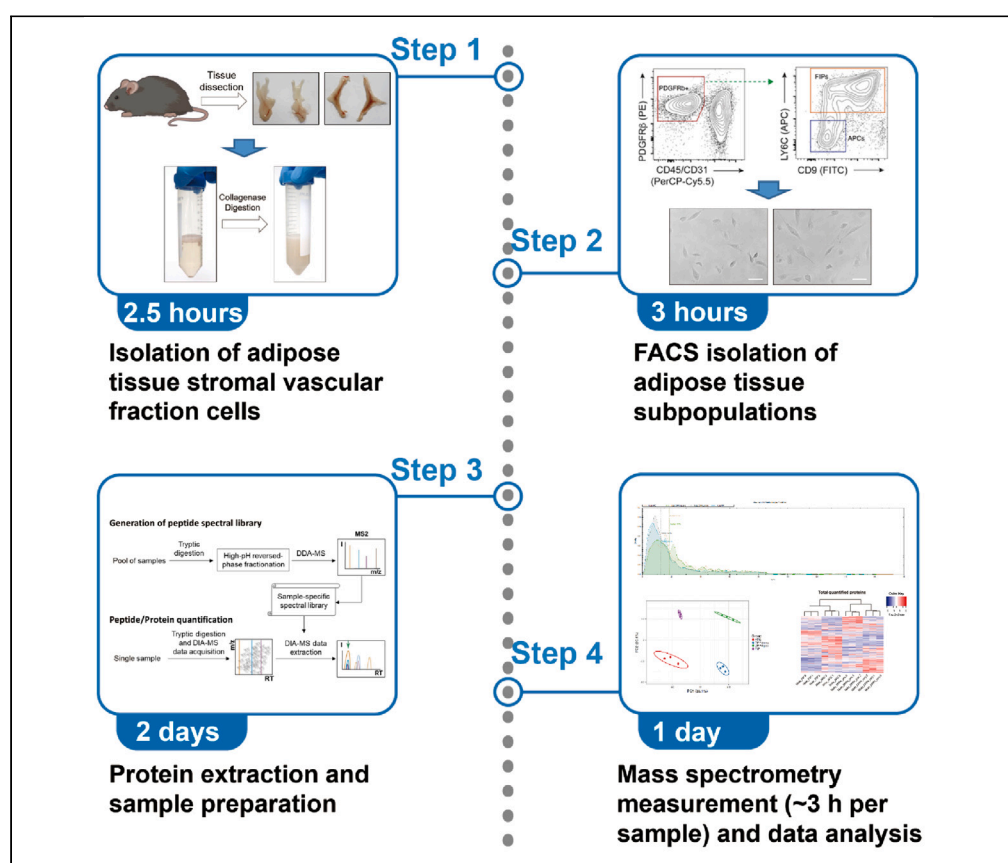 Step 1
Tissue
dissection
Collagenase
Digestion
2.5 hours
Isolation of adipose
tissue stromal vascular
fraction cells
Step 2
PDGFRβ+
PDGFRβ (PE)
CD45/CD31
(PerCP-Cy5.5)
FIPs
APCs
LY6C (APC)
CD9 (FITC)
3 hours
FACS isolation of
adipose tissue
subpopulations
Step 3
Generation of peptide spectral library
Pool of samples
Tryptic
digestion
High-pH reversed-
phase fractionation
DDA-MS
MS2
I
m/z
Sample-specific
spectral library
Peptide/Protein quantification
Single sample
Tryptic digestion
and DIA-MS
data acquisition
m/z
RT
DIA-MS data
extraction
I
RT
2 days
Protein extraction and
sample preparation
Step 4
Total quantified proteins
1 day
Mass spectrometry
measurement (~3 h per
sample) and data analysis